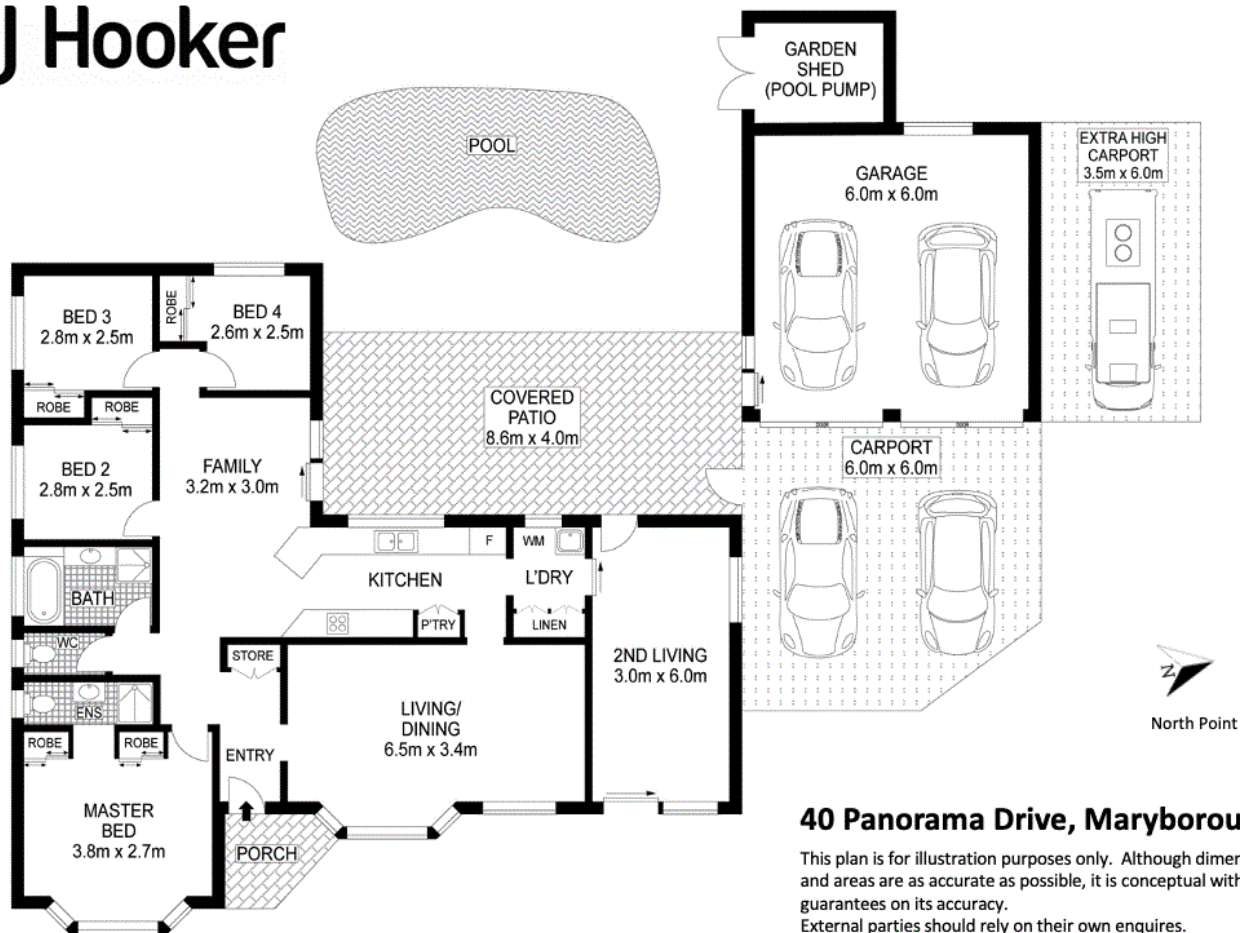 J Hooker
GARDEN
SHED
(POOL PUMP)
POOL
EXTRA HIGH
CARPORT
3.5m x 6.0m
GARAGE
6.0m x 6.0m
BED 3
2.8m x 2.5m
ROBE
BED 4
2.6m x 2.5m
ROBE
ROBE
COVERED
PATIO
8.6m x 4.0m
DOOR
DOOR
CARPORT
6.0m x 6.0m
BED 2
2.8m x 2.5m
FAMILY
3.2m x 3.0m
F
WM
KITCHEN
L'DRY
BATH
P'TRY
LINEN
WC
STORE
2ND LIVING
3.0m x 6.0m
ENS
LIVING/
DINING
6.5m x 3.4m
ROBE
ROBE
ENTRY
N
North Point
MASTER
BED
3.8m x 2.7m
PORCH
40 Panorama Drive, Maryborou
This plan is for illustration purposes only. Although dimen
and areas are as accurate as possible, it is conceptual with
guarantees on its accuracy.
External parties should rely on their own enquires.